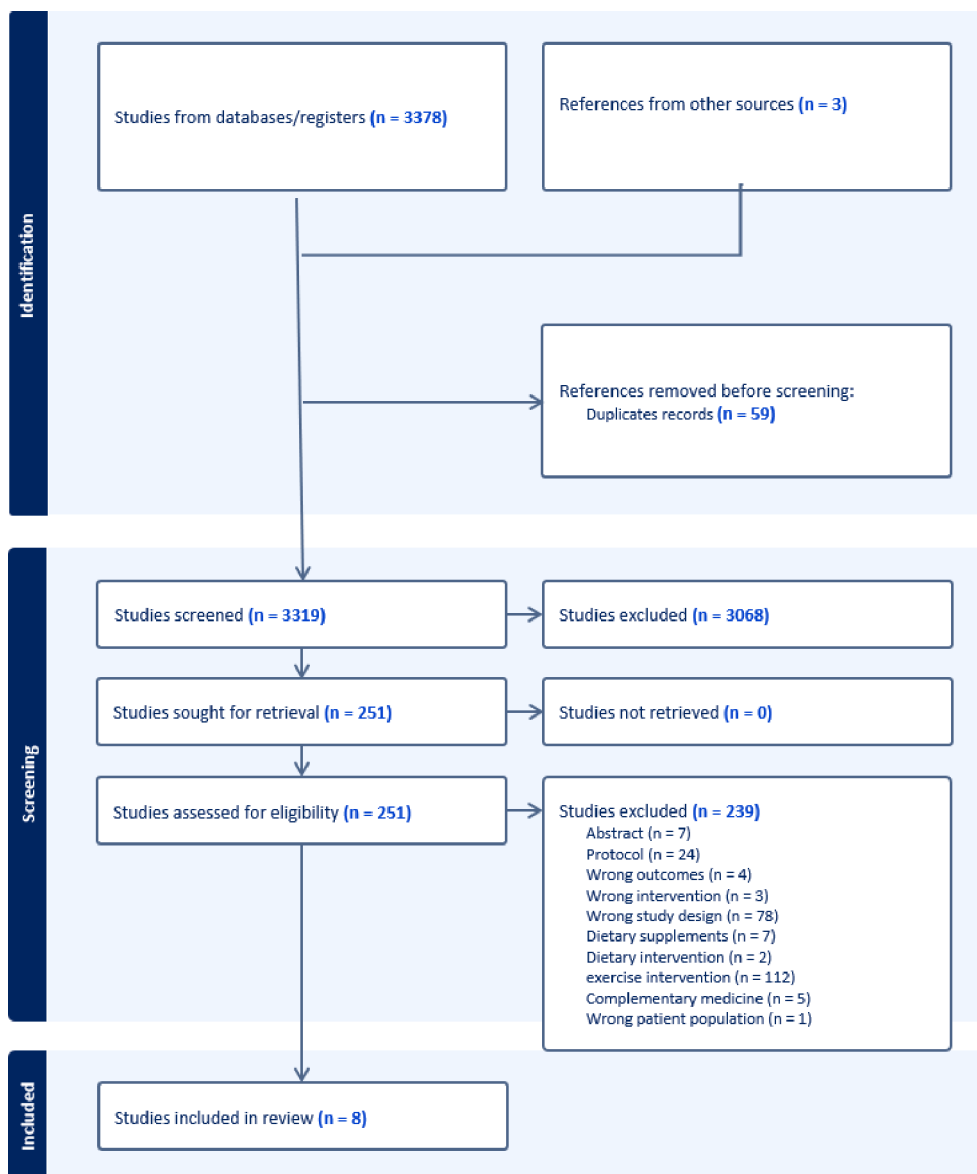 Identification
Studies from databases/registers (n = 3378)
References from other sources (n = 3)
References removed before screening:
Duplicates records (n = 59)
Screening
Studies screened (n = 3319)
Studies excluded (n = 3068)
Studies sought for retrieval (n = 251)
Studies not retrieved (n = 0)
Studies assessed for eligibility (n = 251)
Studies excluded (n = 239)
Abstract (n = 7)
Protocol (n = 24)
Wrong outcomes (n = 4)
Wrong intervention (n = 3)
Wrong study design (n = 78)
Dietary supplements (n = 7)
Dietary intervention (n = 2)
exercise intervention (n = 112)
Complementary medicine (n = 5)
Wrong patient population (n = 1)
Included
Studies included in review (n = 8)